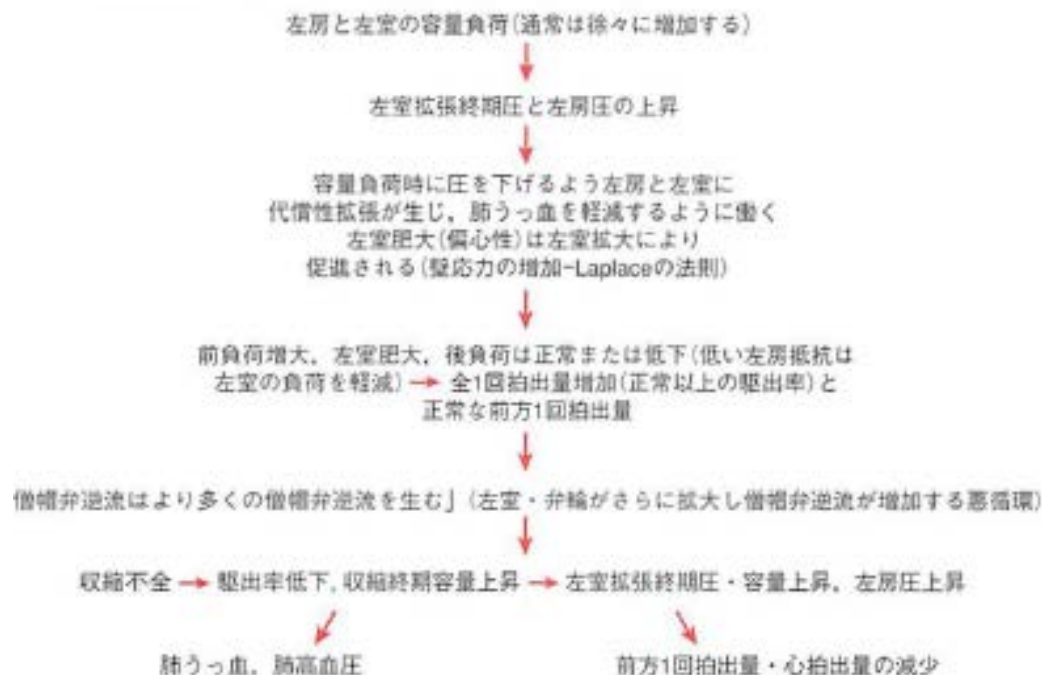 左房と左室の容量負荷(通常は徐々に増加する)
左室拡張終期圧と左房圧の上昇
容量負荷時に圧を下げるよう左房と左室に
代償性拡張が生じ，肺うっ血を軽減するように働く
左室肥大(偏心性)は左室拡大により
促進される(壁応力の増加-Laplaceの法則)
前負荷増大，左室肥大，後負荷は正常または低下(低い左房抵抗は
左室の負荷を軽減) → 全1回拍出量増加(正常以上の駆出率)と
正常な前方1回拍出量
僧帽弁逆流はより多くの僧帽弁逆流を生む」(左室・弁輪がさらに拡大し僧帽弁逆流が増加する悪循環)
収縮不全 → 駆出率低下，収縮終期容量上昇 → 左室拡張終期圧・容量上昇，左房圧上昇
肺うっ血，肺高血圧 前方1回拍出量・心拍出量の減少